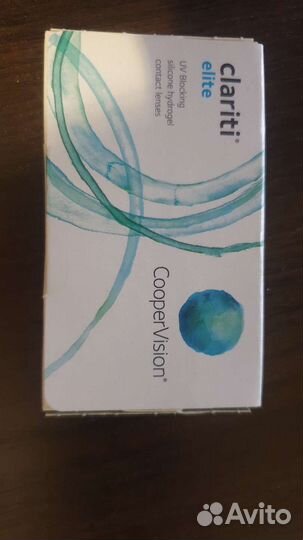 clariti®
elite
UV Blocking
silicone hydrogel
contact lenses
CooperVision®
Avito